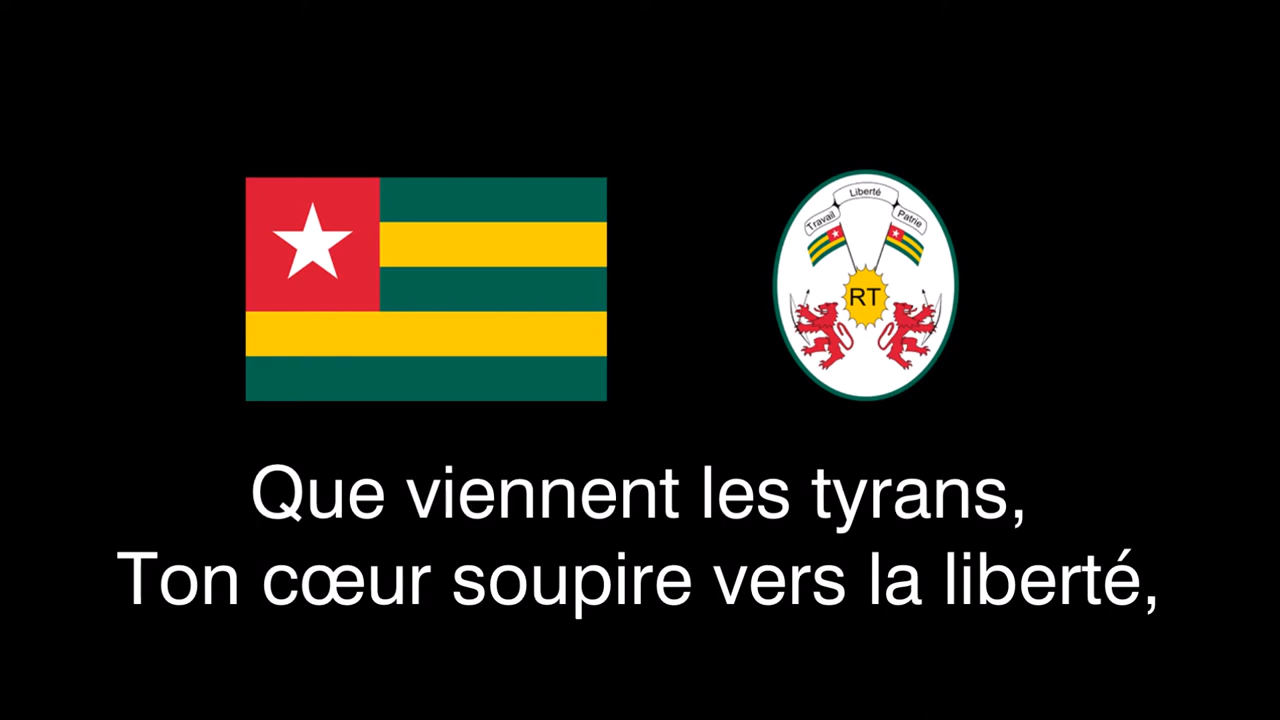 Liberté
Travail
Patrie
RT
Que viennent les tyrans,
Ton cœur soupire vers la liberté,